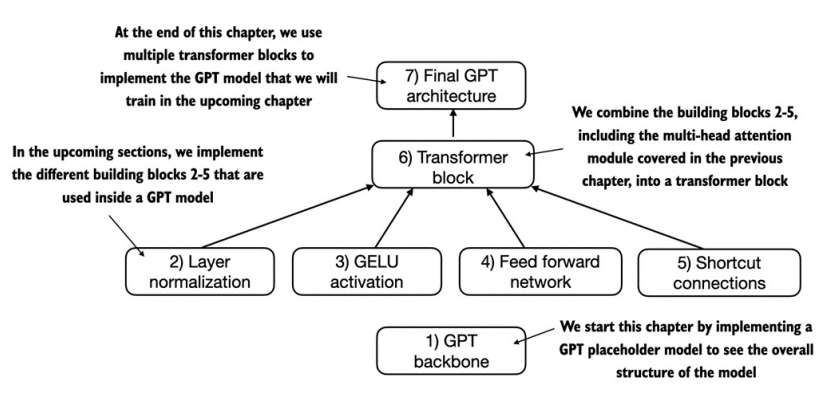 At the end of this chapter, we use
multiple transformer blocks to
implement the GPT model that we will
train in the upcoming chapter
7) Final GPT
architecture
We combine the building blocks 2-5,
including the multi-head attention
module covered in the previous
chapter, into a transformer block
In the upcoming sections, we implement
the different building blocks 2-5 that are
used inside a GPT model
6) Transformer
block
2) Layer
normalization
3) GELU
activation
4) Feed forward
network
5) Shortcut
connections
1) GPT
backbone
We start this chapter by implementing a
GPT placeholder model to see the overall
structure of the model